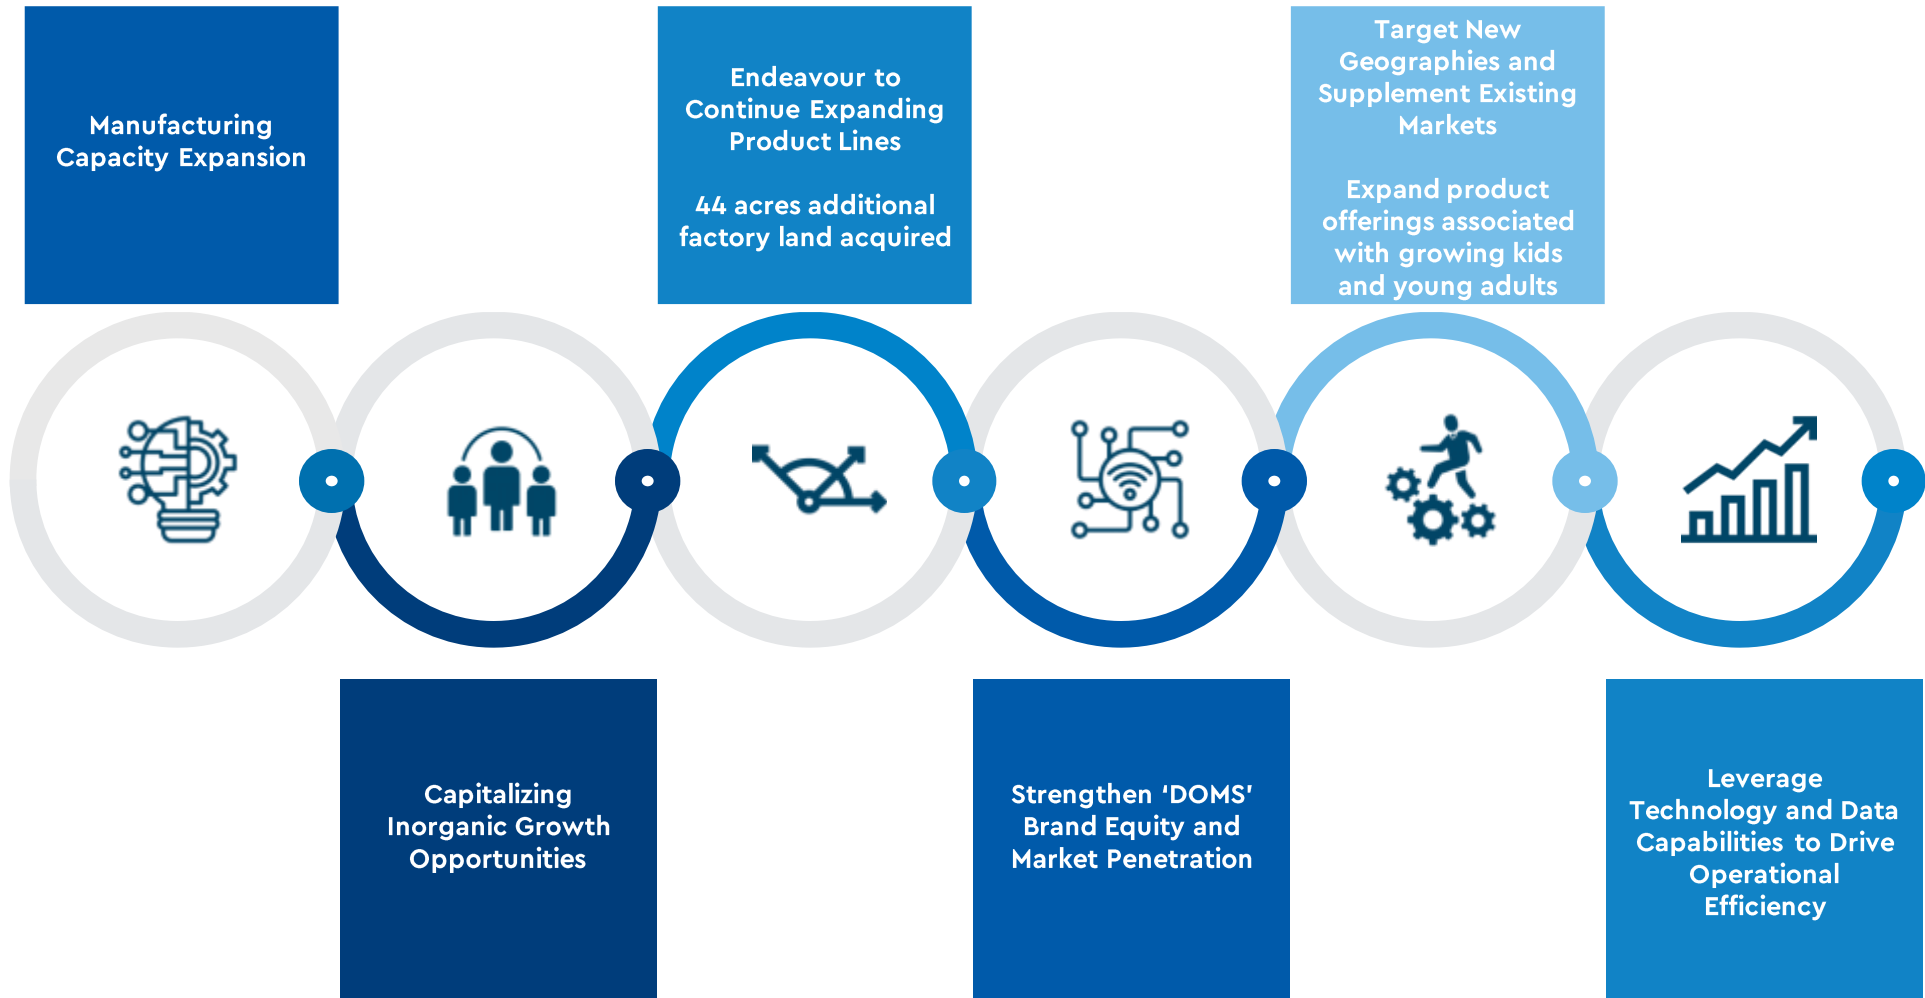 Manufacturing
Capacity Expansion
Endeavour to
Continue Expanding
Product Lines
44 acres additional
factory land acquired
Target New
Geographies and
Supplement Existing
Markets
Expand product
offerings associated
with growing kids
and young adults
Capitalizing
Inorganic Growth
Opportunities
Strengthen ‘DOMS’
Brand Equity and
Market Penetration
Leverage
Technology and Data
Capabilities to Drive
Operational
Efficiency